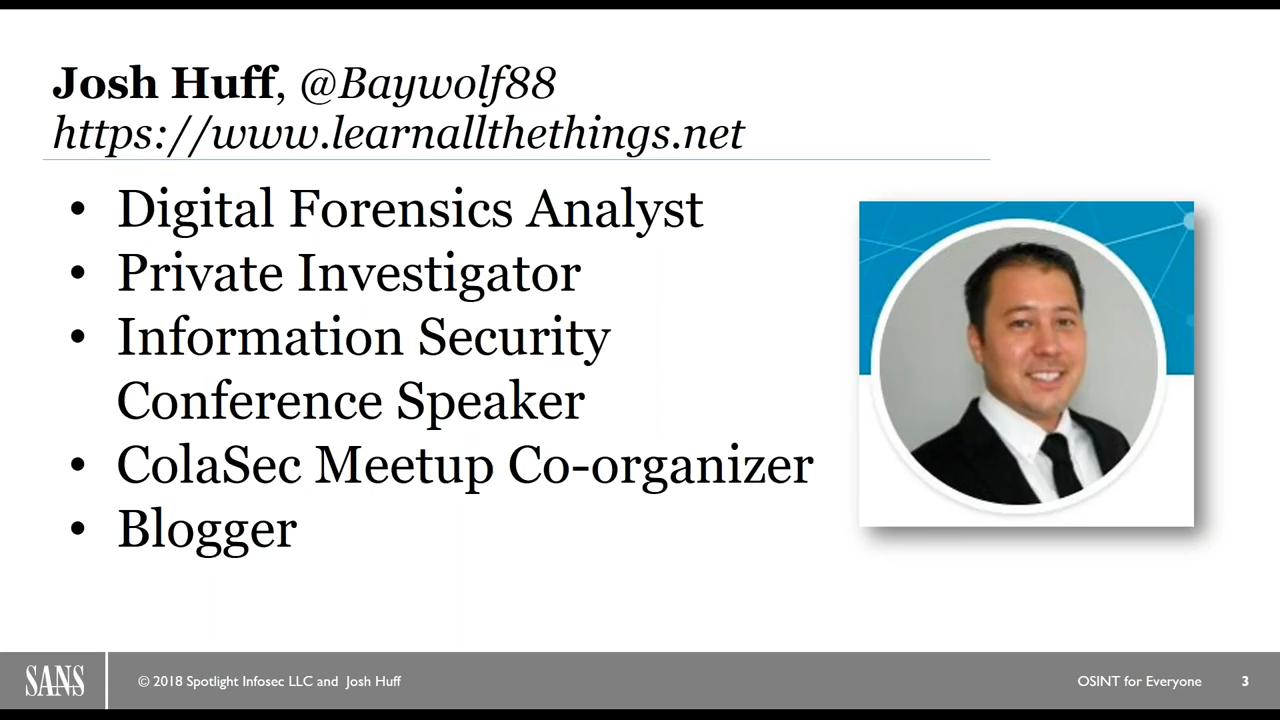 Josh Huff, @Baywolf88
https://www.learnallthethings.net
• Digital Forensics Analyst
• Private Investigator
• Information Security
Conference Speaker
• ColaSec Meetup Co-organizer
• Blogger
SANS
© 2018 Spotlight Infosec LLC and Josh Huff
OSINT for Everyone
3